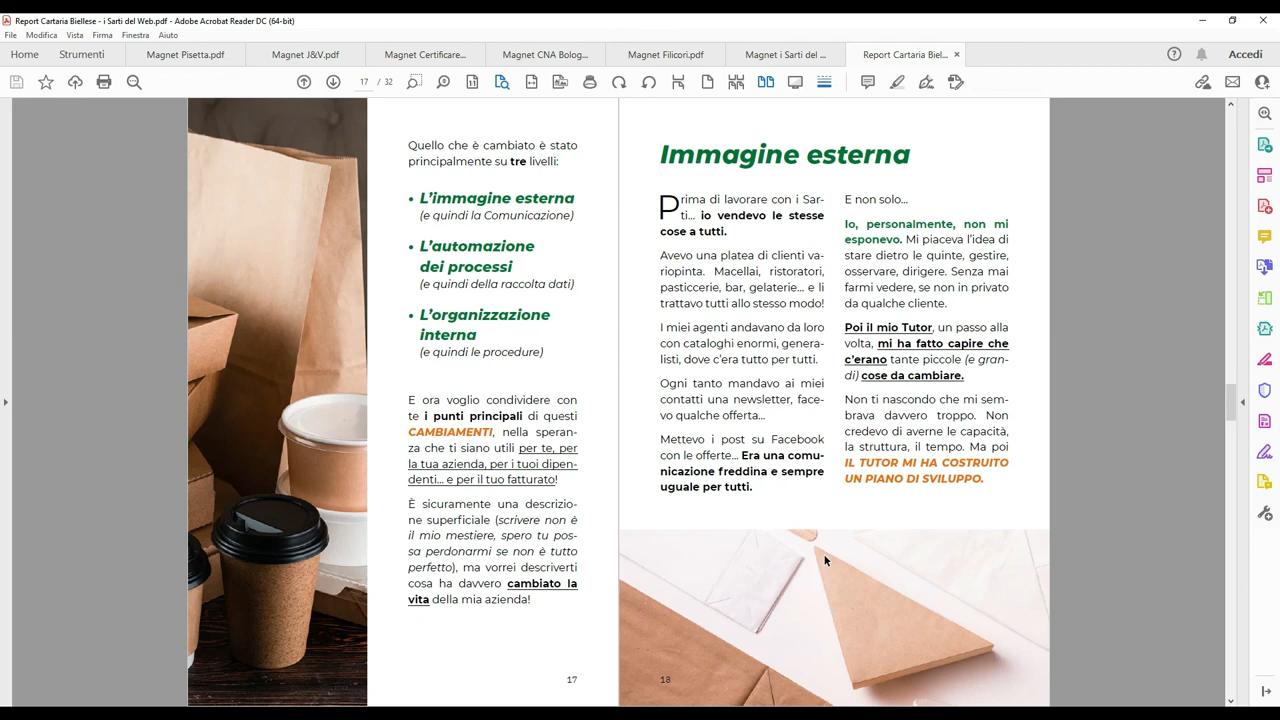 Report Cartaria Biellese - i Sarti del Web.pdf - Adobe Acrobat Reader DC (64-bit)
File Modifica Vista Firma Finestra Aiuto
Home Strumenti Magnet Pisetta.pdf Magnet J&V.pdf Magnet Certificare... Magnet CNA Bolog... Magnet Filicori.pdf Magnet i Sarti del ... Report Cartaria Biel... Accedi
17 / 32
Quello che è cambiato è stato
principalmente su tre livelli:
• L'immagine esterna
(e quindi la Comunicazione)
• L'automazione
dei processi
(e quindi della raccolta dati)
• L'organizzazione
interna
(e quindi le procedure)
E ora voglio condividere con
te i punti principali di questi
CAMBIAMENTI, nella speran-
za che ti siano utili per te, per
la tua azienda, per i tuoi dipen-
denti... e per il tuo fatturato!
È sicuramente una descrizio-
ne superficiale (scrivere non è
il mio mestiere, spero tu pos-
sa perdonarmi se non è tutto
perfetto), ma vorrei descriverti
cosa ha davvero cambiato la
vita della mia azienda!
17
Immagine esterna
Prima di lavorare con i Sar-
ti... io vendevo le stesse
cose a tutti.
Avevo una platea di clienti va-
riopinta. Macellai, ristoratori,
pasticcerie, bar, gelaterie... e li
trattavo tutti allo stesso modo!
I miei agenti andavano da loro
con cataloghi enormi, genera-
listi, dove c'era tutto per tutti.
Ogni tanto mandavo ai miei
contatti una newsletter, face-
vo qualche offerta...
Mettevo i post su Facebook
con le offerte... Era una comu-
nicazione freddina e sempre
uguale per tutti.
E non solo...
Io, personalmente, non mi
esponevo. Mi piaceva l'idea di
stare dietro le quinte, gestire,
osservare, dirigere. Senza mai
farmi vedere, se non in privato
da qualche cliente.
Poi il mio Tutor, un passo alla
volta, mi ha fatto capire che
c'erano tante piccole (e gran-
di) cose da cambiare.
Non ti nascondo che mi sem-
brava davvero troppo. Non
credevo di averne le capacità,
la struttura, il tempo. Ma poi
IL TUTOR MI HA COSTRUITO
UN PIANO DI SVILUPPO.
18